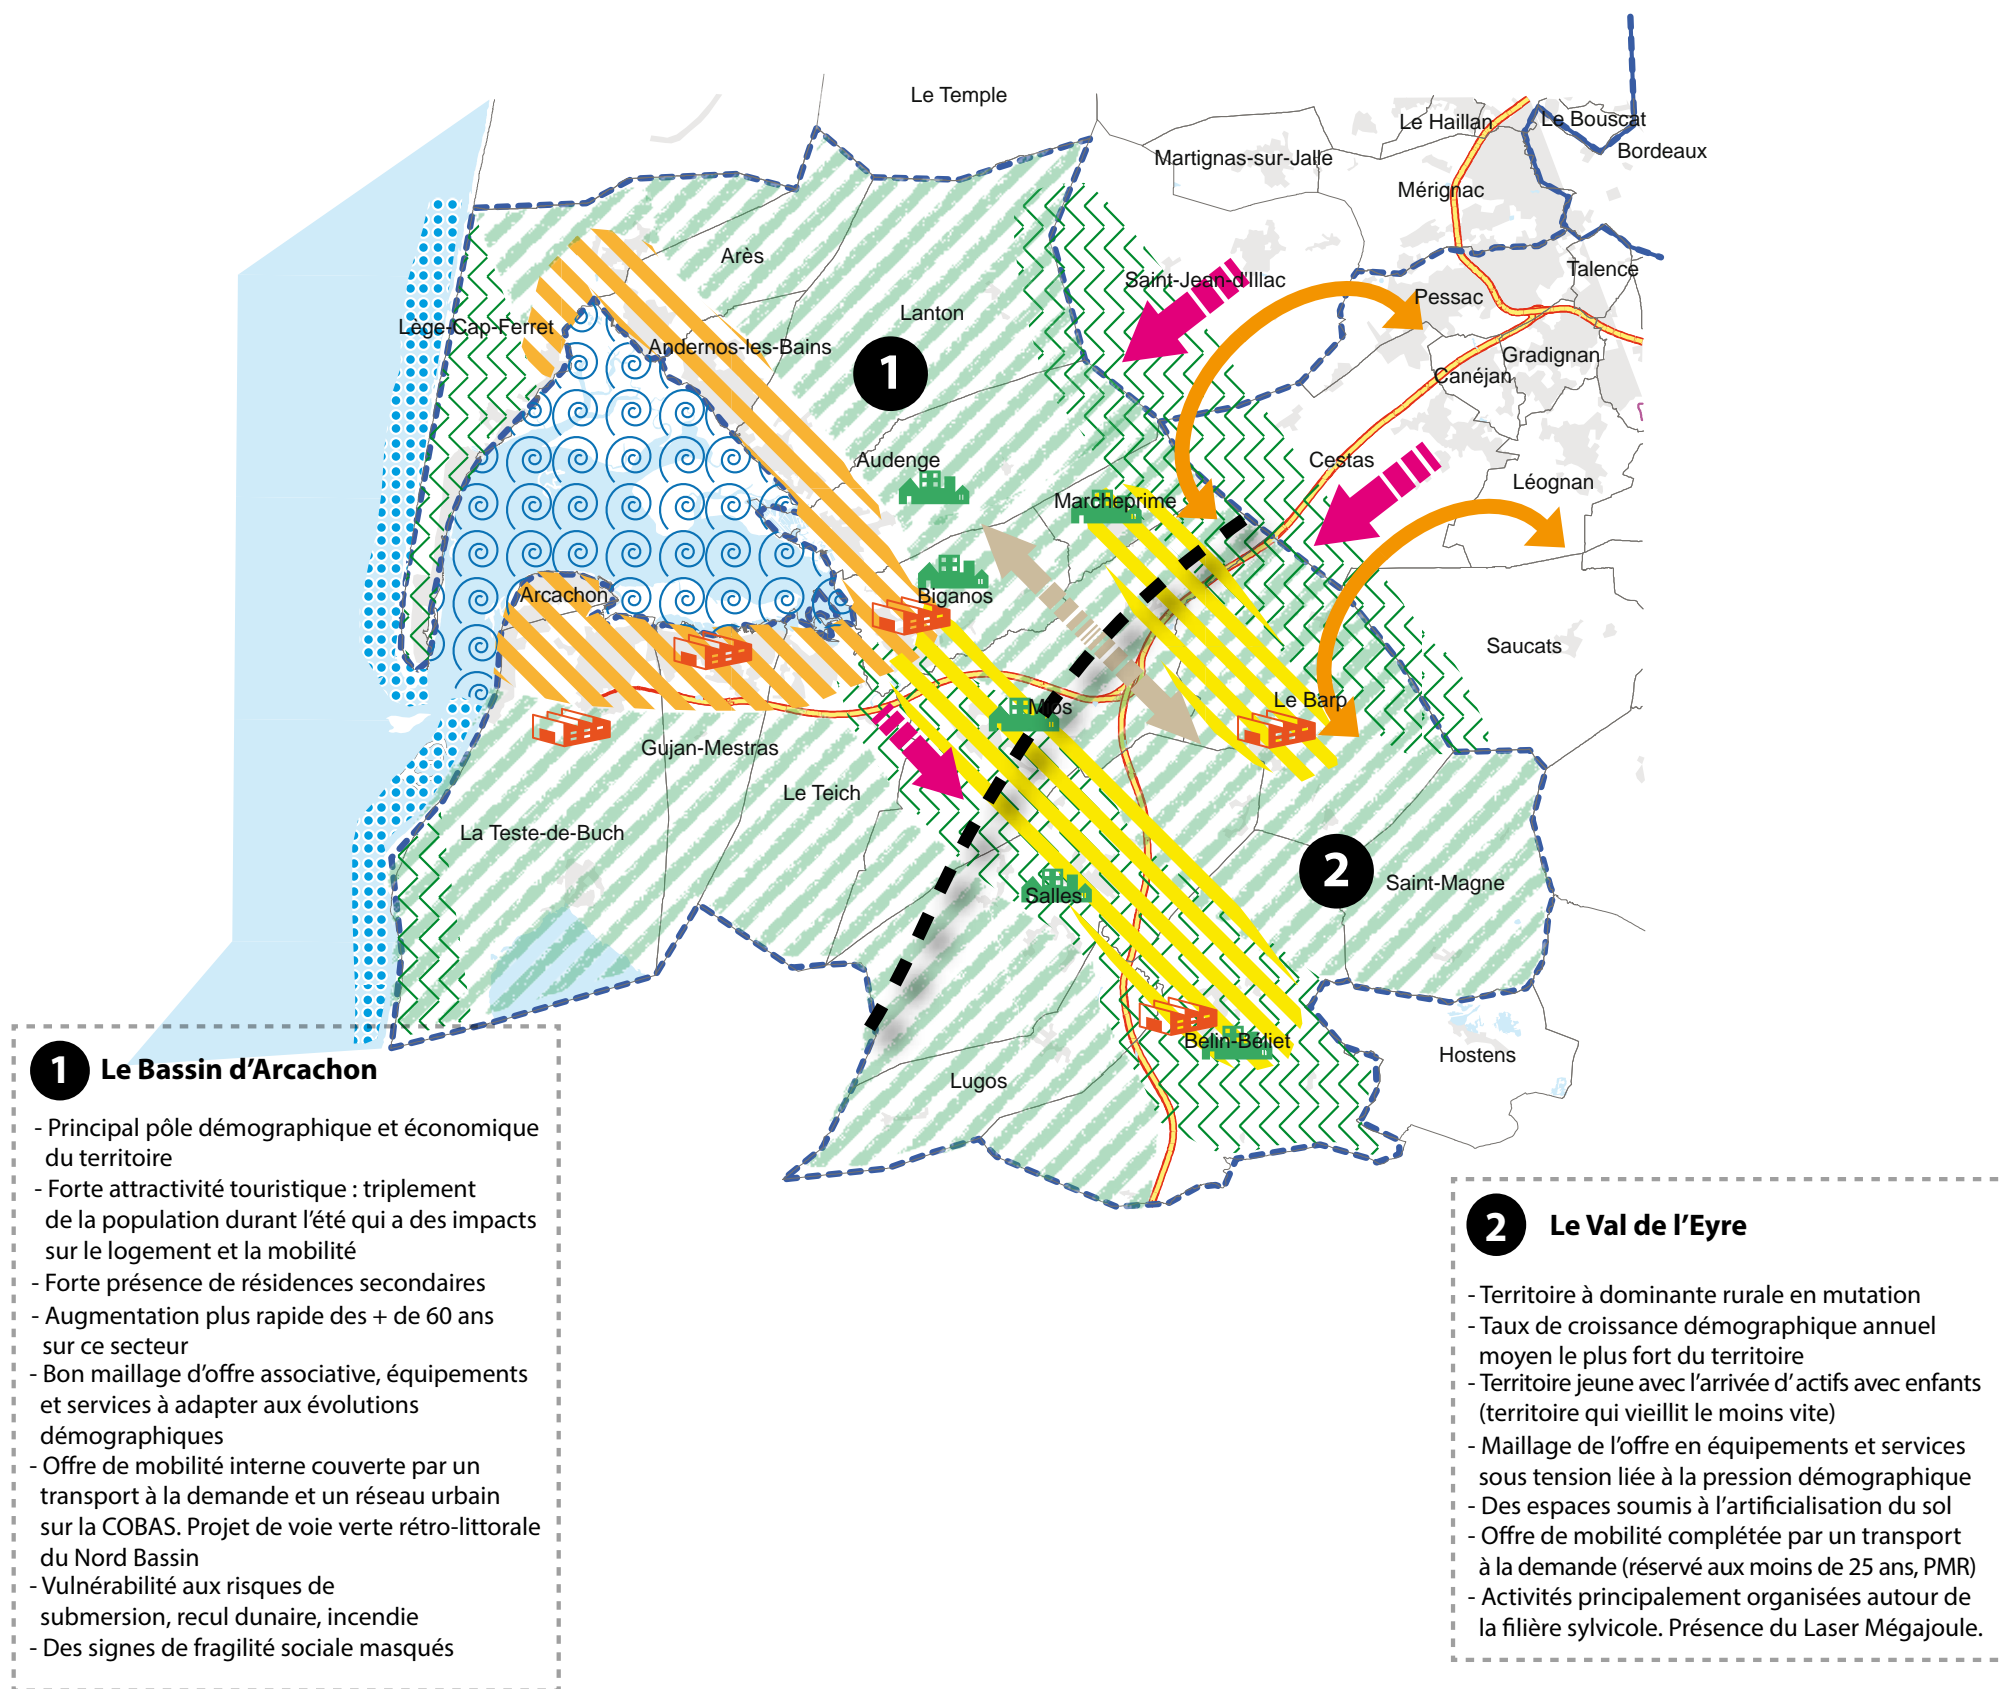 Le Temple
Le Haillan
Le Bouscat
Bordeaux
Martignas-sur-Jalle
Mérignac
Arès
Saint-Jean-d'Illac
Talence
Pessac
Lanton
Lège-Cap-Ferret
Andernos-les-Bains
Gradignan
Canéjan
1
Audenge
Cestas
Léognan
Marcheprime
Arcachon
Biganos
Saucats
Le Barp
Mios
Gujan-Mestras
Le Teich
La Teste-de-Buch
2
Saint-Magne
Salles
Belin-Béliet
Hostens
Lugos
1 Le Bassin d'Arcachon
- Principal pôle démographique et économique
du territoire
- Forte attractivité touristique : triplement
de la population durant l'été qui a des impacts
sur le logement et la mobilité
- Forte présence de résidences secondaires
- Augmentation plus rapide des + de 60 ans
sur ce secteur
- Bon maillage d'offre associative, équipements
et services à adapter aux évolutions
démographiques
- Offre de mobilité interne couverte par un
transport à la demande et un réseau urbain
sur la COBAS. Projet de voie verte rétro-littorale
du Nord Bassin
- Vulnérabilité aux risques de
submersion, recul dunaire, incendie
- Des signes de fragilité sociale masqués
2 Le Val de l'Eyre
- Territoire à dominante rurale en mutation
- Taux de croissance démographique annuel
moyen le plus fort du territoire
- Territoire jeune avec l'arrivée d'actifs avec enfants
(territoire qui vieillit le moins vite)
- Maillage de l'offre en équipements et services
sous tension liée à la pression démographique
- Des espaces soumis à l'artificialisation du sol
- Offre de mobilité complétée par un transport
à la demande (réservé aux moins de 25 ans, PMR)
- Activités principalement organisées autour de
la filière sylvicole. Présence du Laser Mégajoule.